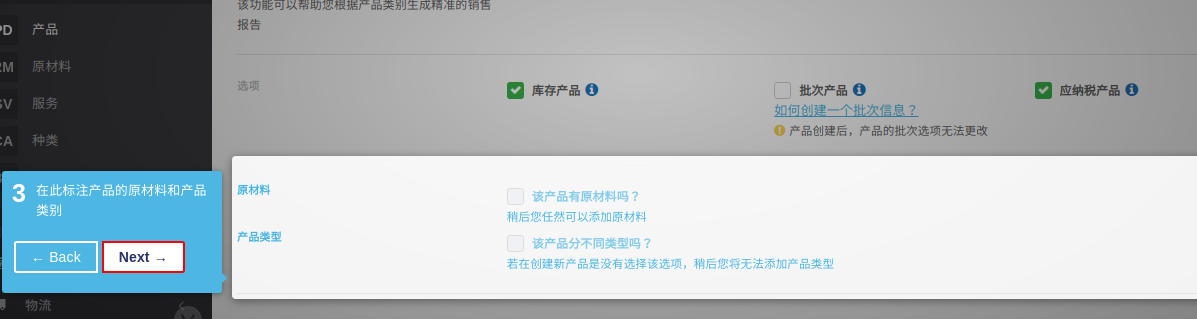 该功能可以帮助您根据产品类别生成精准的销售
报告
PD 产品
RM 原材料
SV 服务
CA 种类
选项
库存产品
批次产品
应纳税产品
如何创建一个批次信息？
产品创建后，产品的批次选项无法更改
3 在此标注产品的原材料和产品
类别
← Back
Next →
原材料
该产品有原材料吗？
稍后您任然可以添加原材料
产品类型
该产品分不同类型吗？
若在创建新产品是没有选择该选项，稍后您将无法添加产品类型
物流